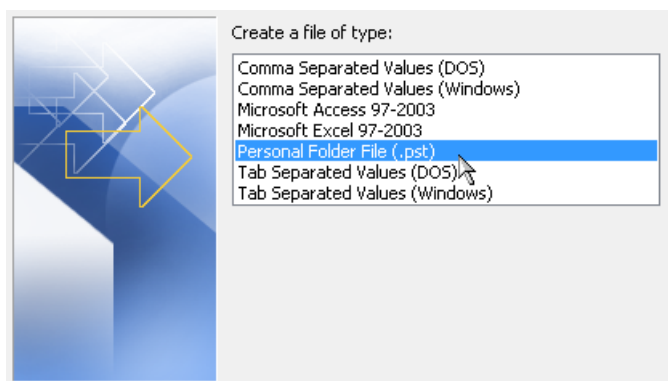 Create a file of type:
Comma Separated Values (DOS)
Comma Separated Values (Windows)
Microsoft Access 97-2003
Microsoft Excel 97-2003
Personal Folder File (.pst)
Tab Separated Values (DOS)
Tab Separated Values (Windows)